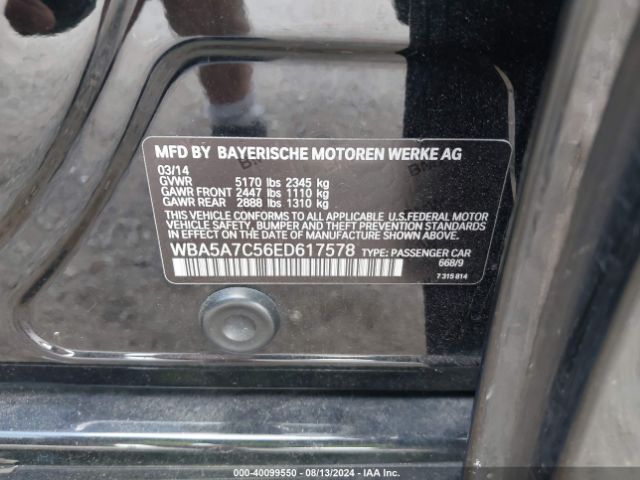 MFD BY BAYERISCHE MOTOREN WERKE AG
03/14
GVWR 5170 lbs 2345 kg
GAWR FRONT 2447 lbs 1110 kg
GAWR REAR 2888 lbs 1310 kg
THIS VEHICLE CONFORMS TO ALL APPLICABLE U.S.FEDERAL MOTOR
VEHICLE SAFETY, BUMPER AND THEFT PREVENTION STANDARDS
IN EFFECT ON THE DATE OF MANUFACTURE SHOWN ABOVE.
WBA5A7C56ED617578 TYPE: PASSENGER CAR
668/9
7 315 814
000-40099550 - 08/13/2024 - IAA Inc.